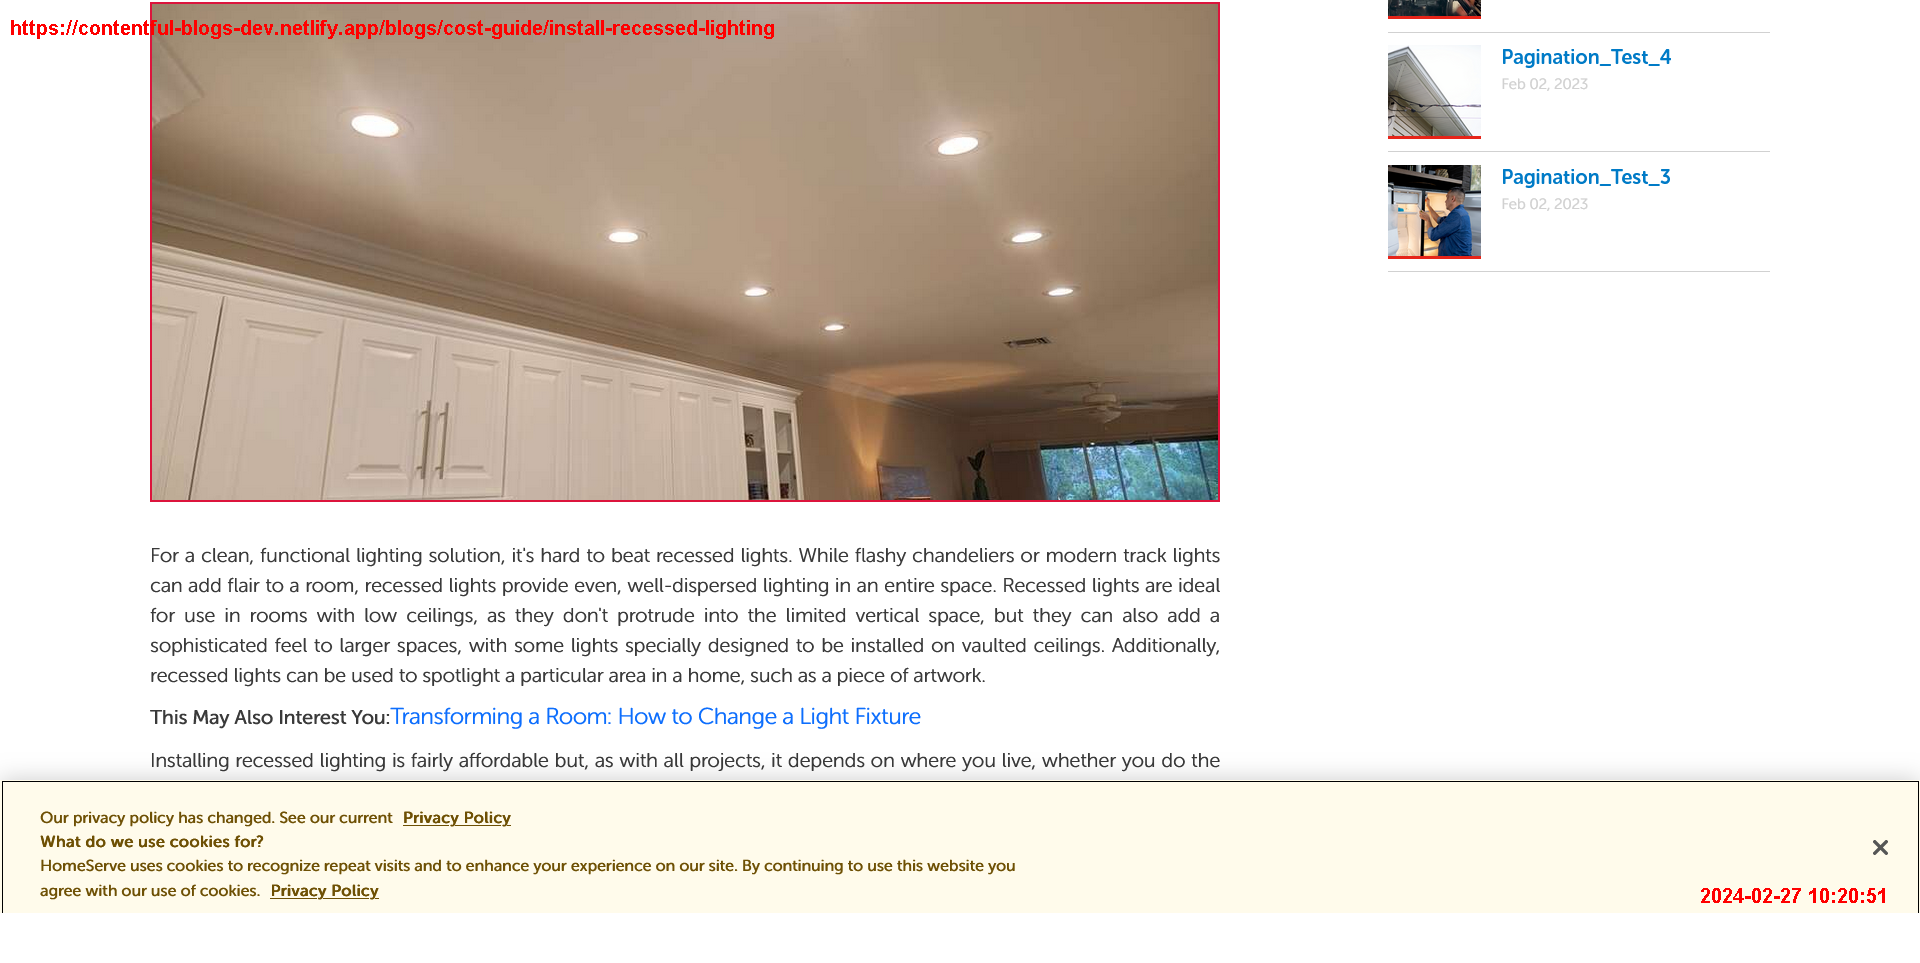 https://contentful-blogs-dev.netlify.app/blogs/cost-guide/install-recessed-lighting
Pagination_Test_4
Feb 02, 2023
Pagination_Test_3
Feb 02, 2023
For a clean, functional lighting solution, it's hard to beat recessed lights. While flashy chandeliers or modern track lights
can add flair to a room, recessed lights provide even, well-dispersed lighting in an entire space. Recessed lights are ideal
for use in rooms with low ceilings, as they don't protrude into the limited vertical space, but they can also add a
sophisticated feel to larger spaces, with some lights specially designed to be installed on vaulted ceilings. Additionally,
recessed lights can be used to spotlight a particular area in a home, such as a piece of artwork.
This May Also Interest You:Transforming a Room: How to Change a Light Fixture
Installing recessed lighting is fairly affordable but, as with all projects, it depends on where you live, whether you do the
Our privacy policy has changed. See our current Privacy Policy
What do we use cookies for?
HomeServe uses cookies to recognize repeat visits and to enhance your experience on our site. By continuing to use this website you
agree with our use of cookies. Privacy Policy
2024-02-27 10:20:51